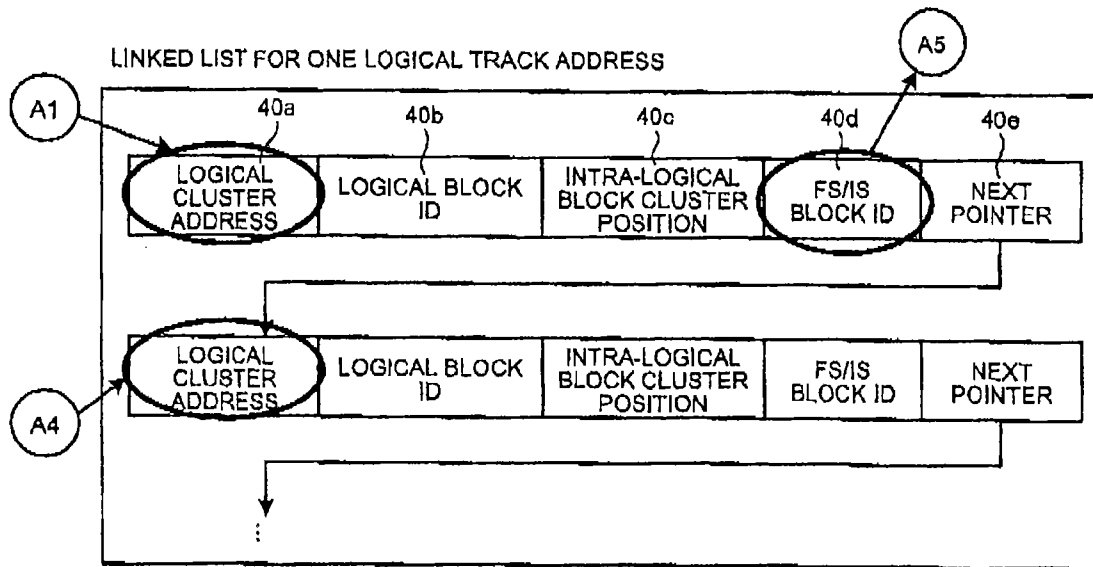 A5
LINKED LIST FOR ONE LOGICAL TRACK ADDRESS
A1
40a
40b
40c
40d
40e
LOGICAL
CLUSTER
ADDRESS
LOGICAL BLOCK
ID
INTRA-LOGICAL
BLOCK CLUSTER
POSITION
FS/IS
BLOCK ID
NEXT
POINTER
LOGICAL
CLUSTER
ADDRESS
LOGICAL BLOCK
ID
INTRA-LOGICAL
BLOCK CLUSTER
POSITION
FS/IS
BLOCK ID
NEXT
POINTER
A4